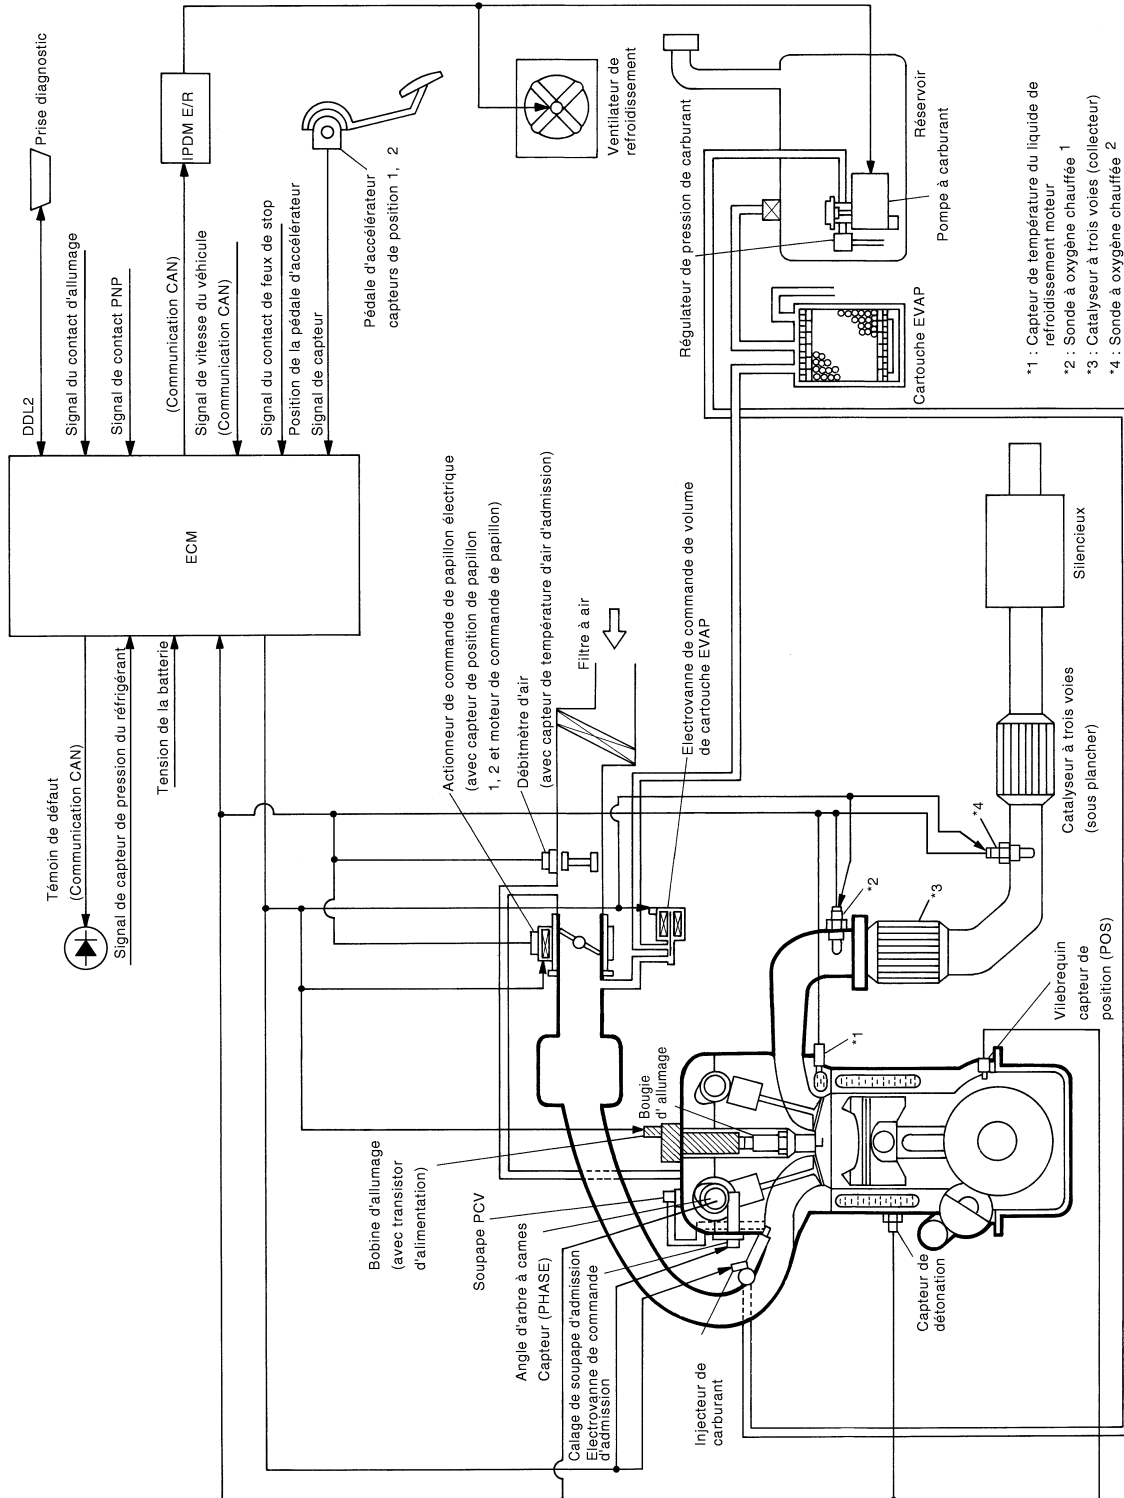 DDL2
Prise diagnostic
Signal du contact d'allumage
Signal de contact PNP
(Communication CAN)
IPDM E/R
Signal de vitesse du véhicule
(Communication CAN)
Signal du contact de feux de stop
Position de la pédale d'accélérateur
Signal de capteur
Pédale d'accélérateur
capteurs de position 1, 2
Ventilateur de
refroidissement
Régulateur de pression de carburant
Réservoir
Pompe à carburant
Cartouche EVAP
*1 : Capteur de température du liquide de
refroidissement moteur
*2 : Sonde à oxygène chauffée 1
*3 : Catalyseur à trois voies (collecteur)
*4 : Sonde à oxygène chauffée 2
ECM
Témoin de défaut
(Communication CAN)
Signal de capteur de pression du réfrigérant
Tension de la batterie
Actionneur de commande de papillon électrique
(avec capteur de position de papillon
1, 2 et moteur de commande de papillon)
Débitmètre d'air
(avec capteur de température d'air d'admission)
Filtre à air
Electrovanne de commande de volume
de cartouche EVAP
Silencieux
Catalyseur à trois voies
(sous plancher)
*4
*2
*3
*1
Vilebrequin
capteur de
position (POS)
Bougie
d' allumage
Bobine d'allumage
(avec transistor
d'alimentation)
Soupape PCV
Angle d'arbre à cames
Capteur (PHASE)
Calage de soupape d'admission
Electrovanne de commande
d'admission
Injecteur de
carburant
Capteur de
détonation